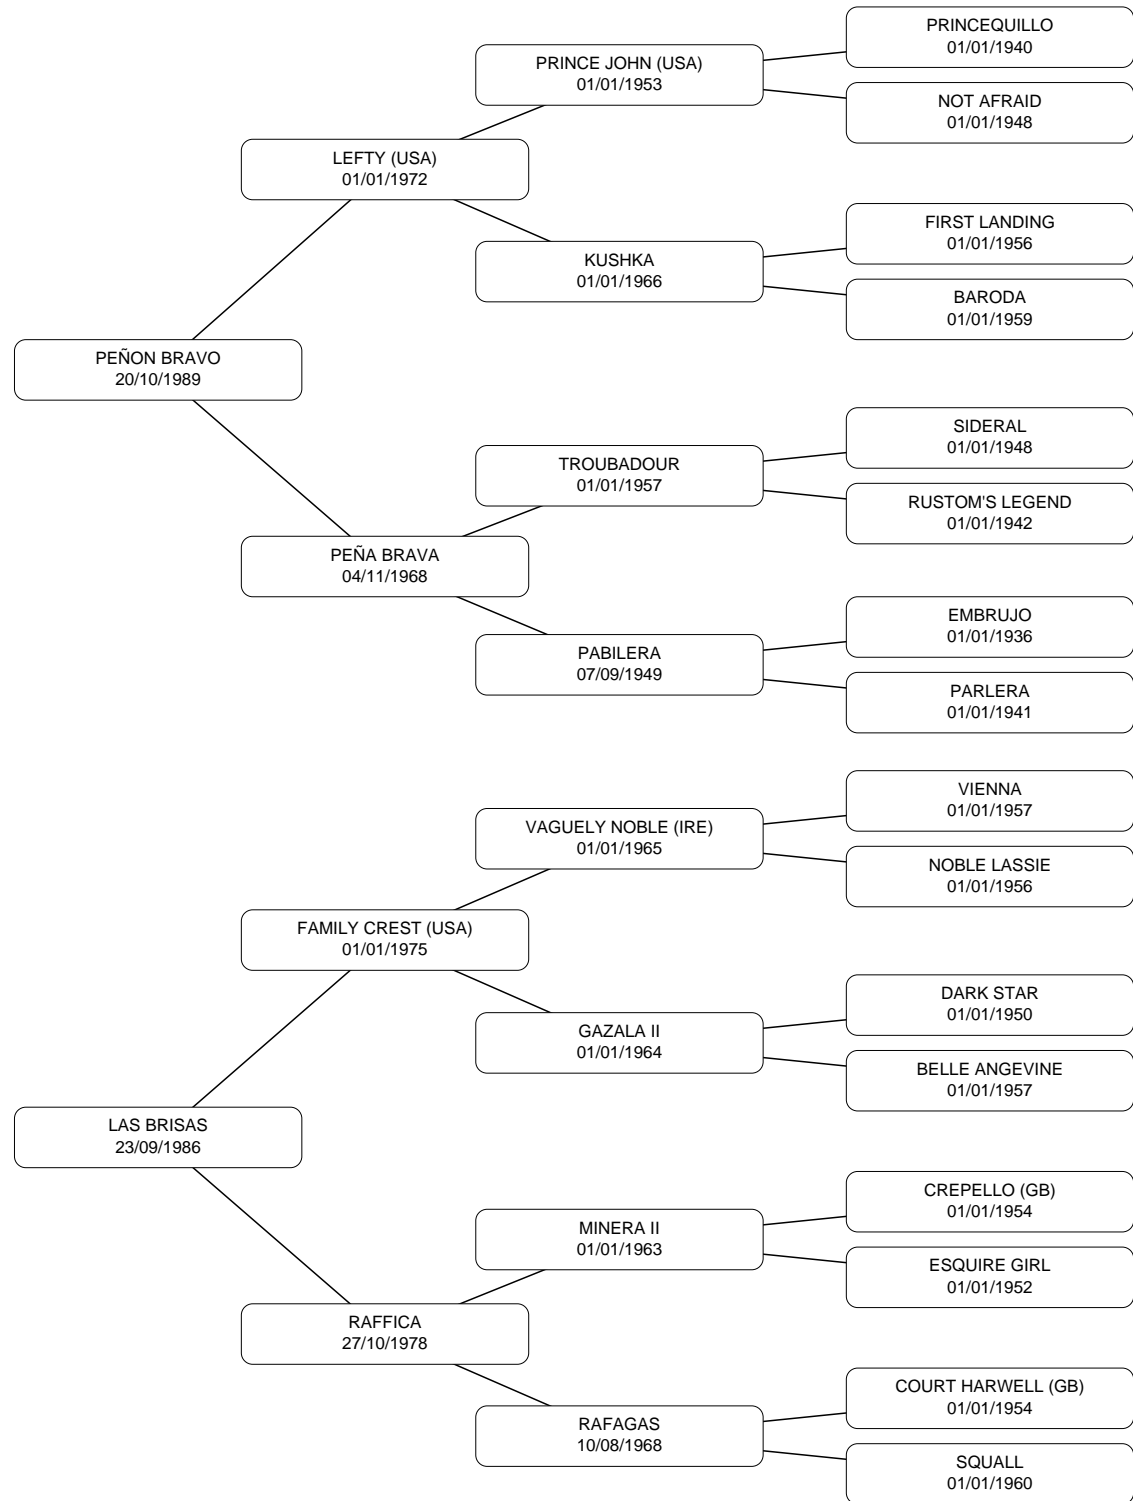 PRINCEQUILLO
01/01/1940
PRINCE JOHN (USA)
01/01/1953
NOT AFRAID
01/01/1948
LEFTY (USA)
01/01/1972
FIRST LANDING
01/01/1956
KUSHKA
01/01/1966
BARODA
01/01/1959
PEÑON BRAVO
20/10/1989
SIDERAL
01/01/1948
TROUBADOUR
01/01/1957
RUSTOM'S LEGEND
01/01/1942
PEÑA BRAVA
04/11/1968
EMBRUJO
01/01/1936
PABILERA
07/09/1949
PARLERA
01/01/1941
VIENNA
01/01/1957
VAGUELY NOBLE (IRE)
01/01/1965
NOBLE LASSIE
01/01/1956
FAMILY CREST (USA)
01/01/1975
DARK STAR
01/01/1950
GAZALA II
01/01/1964
BELLE ANGEVINE
01/01/1957
LAS BRISAS
23/09/1986
CREPELLO (GB)
01/01/1954
MINERA II
01/01/1963
ESQUIRE GIRL
01/01/1952
RAFFICA
27/10/1978
COURT HARWELL (GB)
01/01/1954
RAFAGAS
10/08/1968
SQUALL
01/01/1960